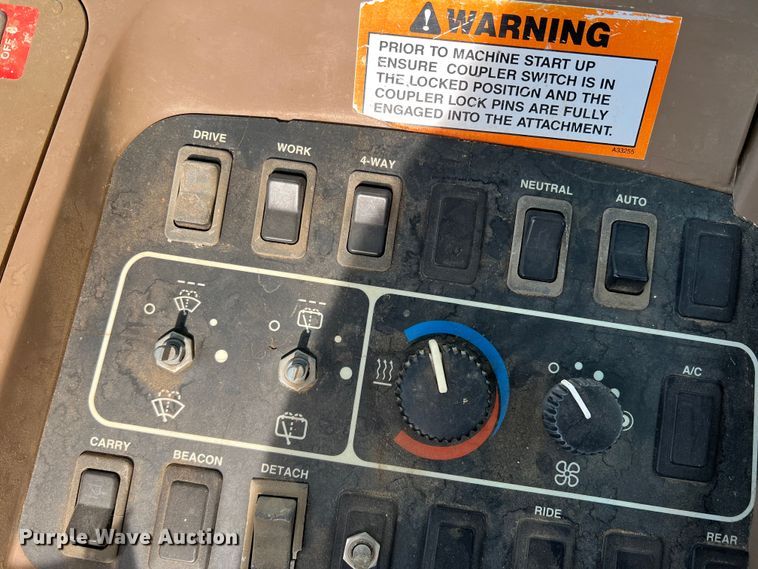 OFF
WARNING
PRIOR TO MACHINE START UP
ENSURE COUPLER SWITCH IS IN
THE LOCKED POSITION AND THE
COUPLER LOCK PINS ARE FULLY
ENGAGED INTO THE ATTACHMENT.
A33255
DRIVE
WORK
4-WAY
NEUTRAL
AUTO
A/C
CARRY
BEACON
DETACH
RIDE
REAR
Purple Wave Auction